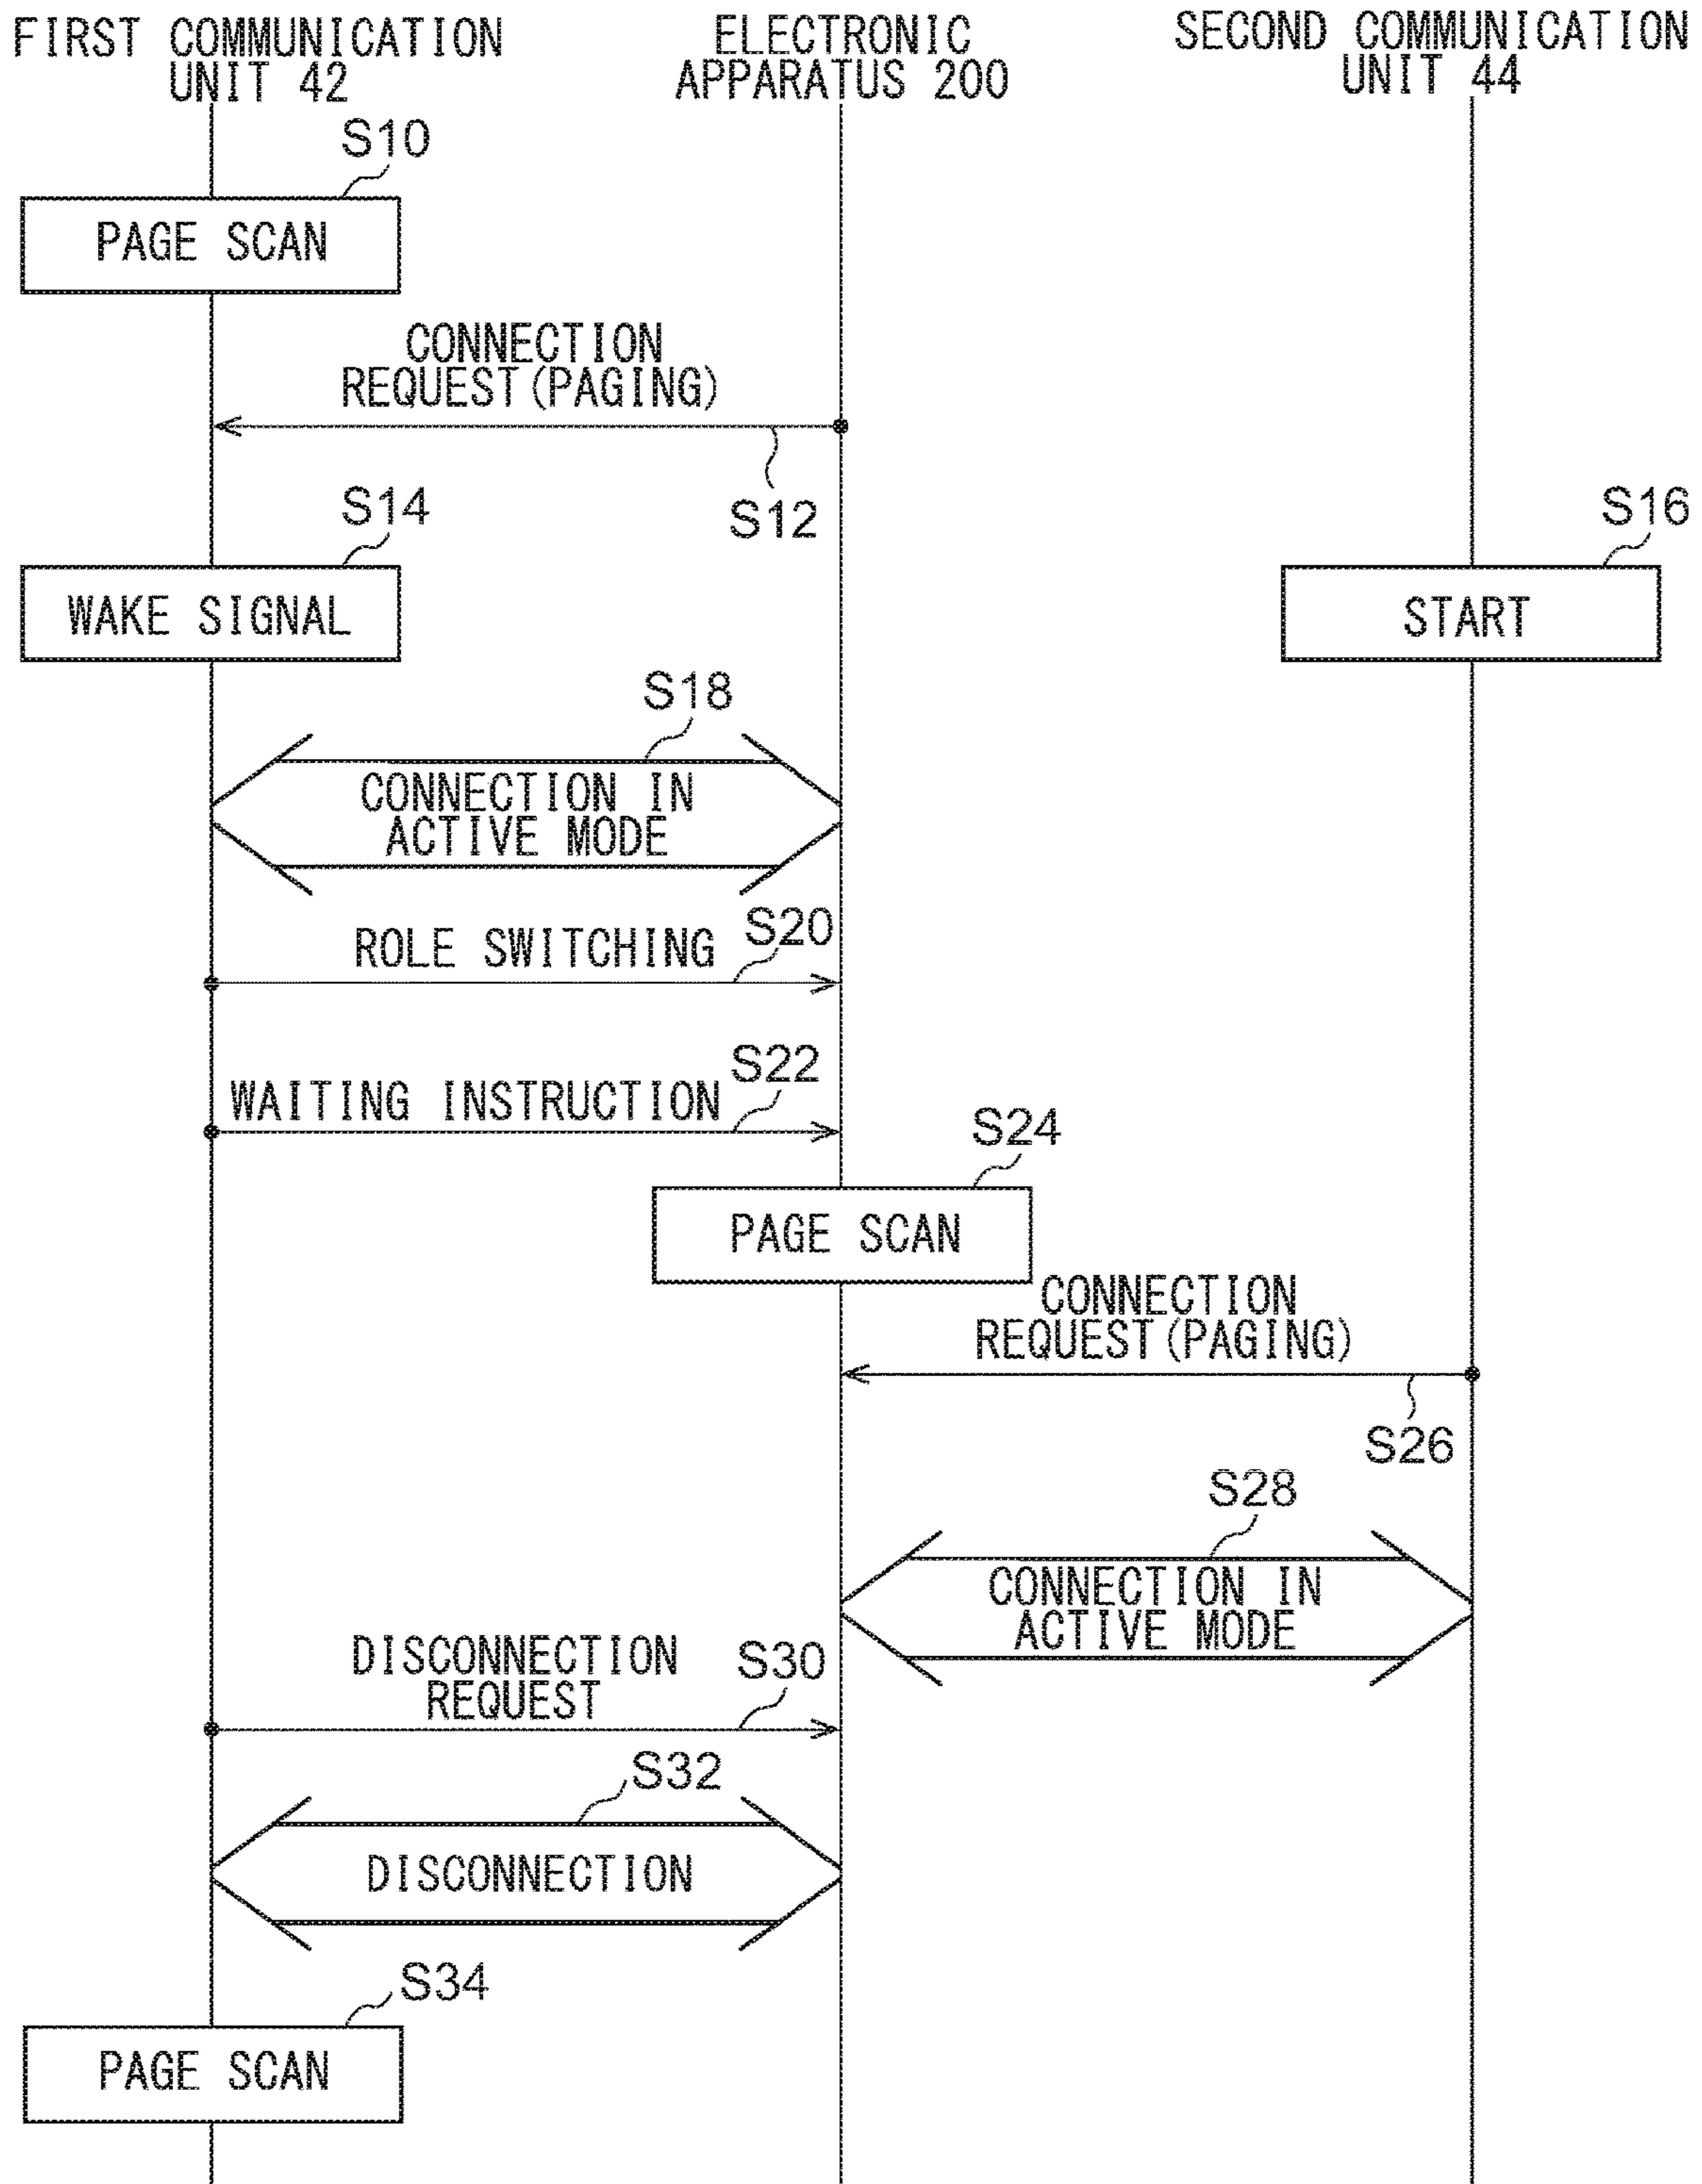 FIRST COMMUNICATION
UNIT 42
ELECTRONIC
APPARATUS 200
SECOND COMMUNICATION
UNIT 44
S10
PAGE SCAN
CONNECTION
REQUEST(PAGING)
S12
S14
WAKE SIGNAL
S16
START
S18
CONNECTION IN
ACTIVE MODE
ROLE SWITCHING
S20
WAITING INSTRUCTION
S22
S24
PAGE SCAN
CONNECTION
REQUEST(PAGING)
S26
S28
CONNECTION IN
ACTIVE MODE
DISCONNECTION
REQUEST
S30
S32
DISCONNECTION
S34
PAGE SCAN